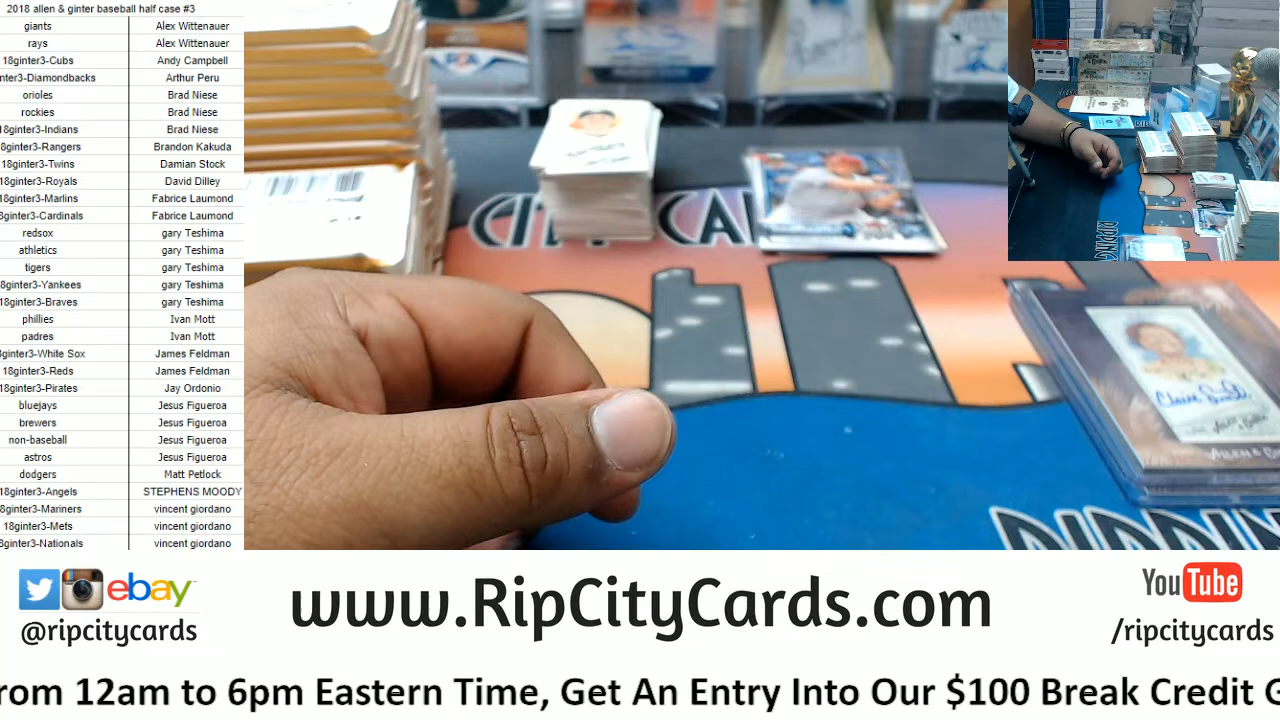 2018 allen & ginter baseball half case #3
giants Alex Wittenauer
rays Alex Wittenauer
18ginter3-Cubs Andy Campbell
nter3-Diamondbacks Arthur Peru
orioles Brad Niese
rockies Brad Niese
18ginter3-Indians Brad Niese
18ginter3-Rangers Brandon Kakuda
18ginter3-Twins Damian Stock
18ginter3-Royals David Dilley
18ginter3-Marlins Fabrice Laumond
8ginter3-Cardinals Fabrice Laumond
redsox gary Teshima
athletics gary Teshima
tigers gary Teshima
8ginter3-Yankees gary Teshima
18ginter3-Braves gary Teshima
phillies Ivan Mott
padres Ivan Mott
ginter3-White Sox James Feldman
18ginter3-Reds James Feldman
18ginter3-Pirates Jay Ordonio
bluejays Jesus Figueroa
brewers Jesus Figueroa
non-baseball Jesus Figueroa
astros Jesus Figueroa
dodgers Matt Petlock
18ginter3-Angels STEPHENS MOODY
8ginter3-Mariners vincent giordano
18ginter3-Mets vincent giordano
ginter3-Nationals vincent giordano
CITY CA
RIPPING
ebay
@ripcitycards
www.RipCityCards.com
YouTube
/ripcitycards
rom 12am to 6pm Eastern Time, Get An Entry Into Our $100 Break Credit G